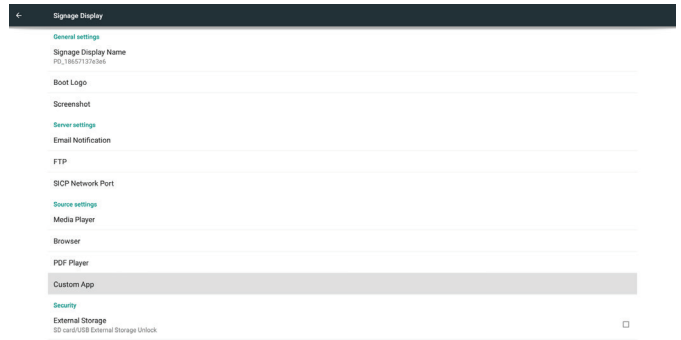 Signage Display
General settings
Signage Display Name
PD_18657137e3e6
Boot Logo
Screenshot
Server settings
Email Notification
FTP
SICP Network Port
Source settings
Media Player
Browser
PDF Player
Custom App
Security
External Storage
SD card/USB External Storage Unlock